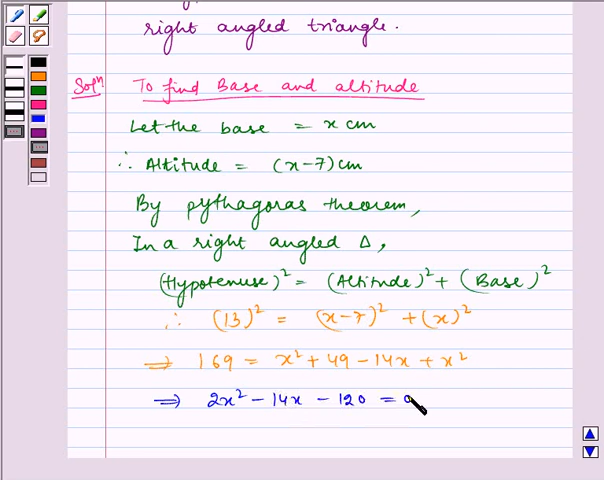 right angled triangle.
Solⁿ To find Base and altitude
Let the base = x cm
∴ Altitude = (x-7) cm
By pythagoras theorem,
In a right angled Δ,
(Hypotenuse)² = (Altitude)² + (Base)²
∴ (13)² = (x-7)² + (x)²
⇒ 169 = x² + 49 - 14x + x²
⇒ 2x² - 14x - 120 = 0